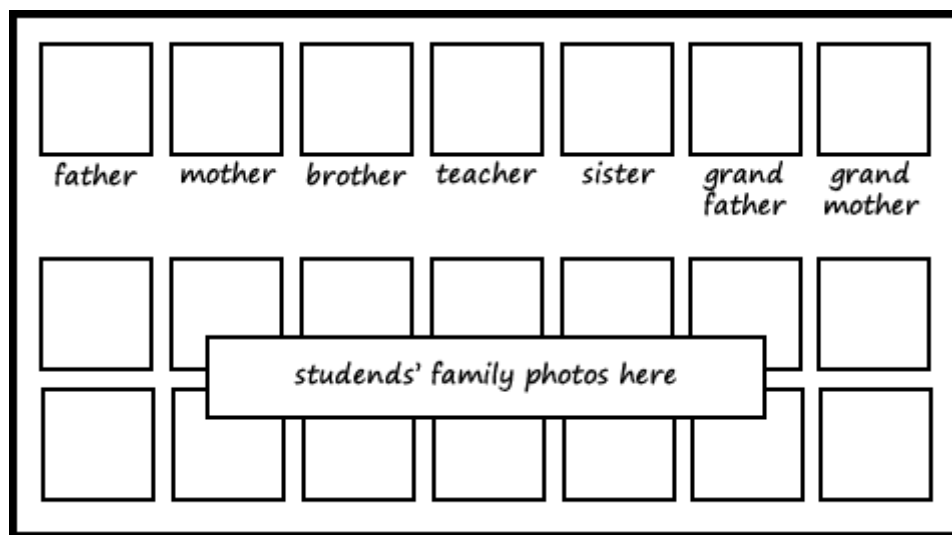 father mother brother teacher sister grand father grand mother
studends' family photos here